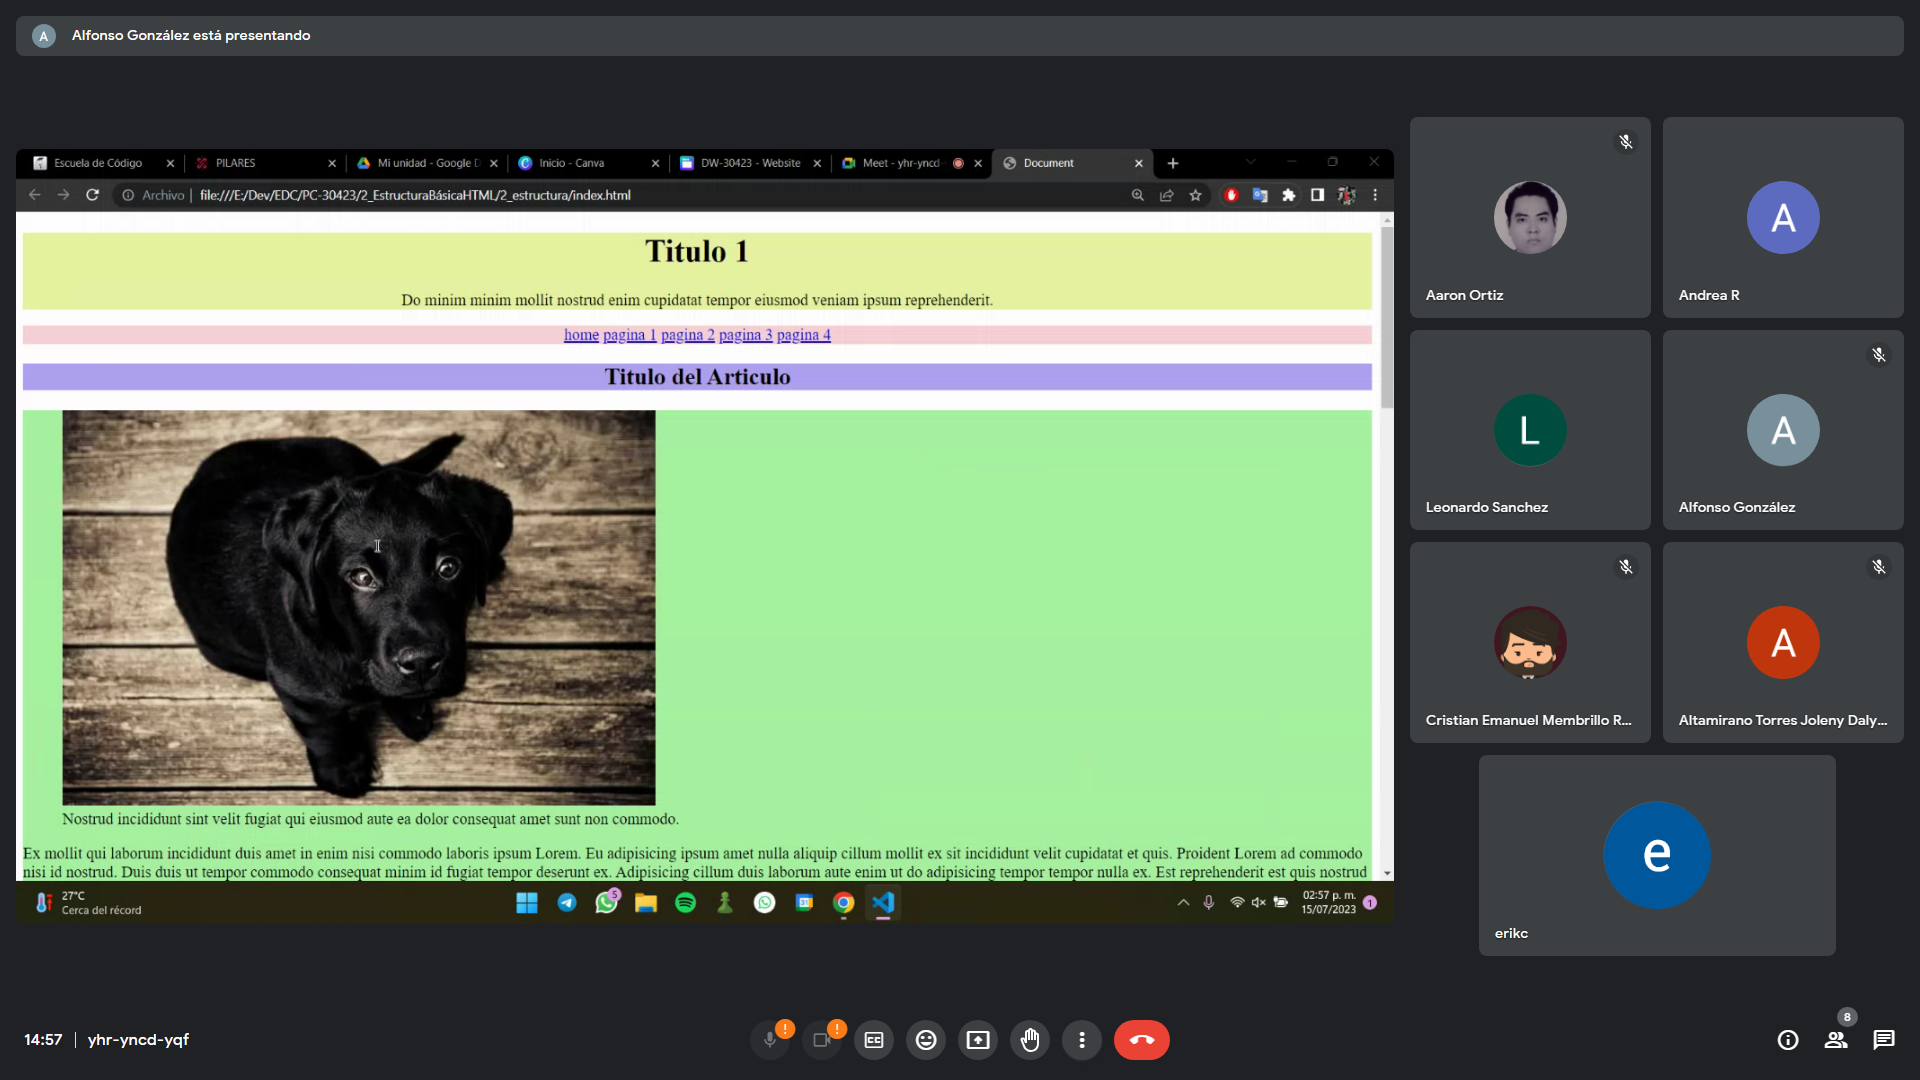 A Alfonso González está presentando
Escuela de Código
PILARES
Mi unidad - Google D
Inicio - Canva
DW-30423 - Website
Meet - yhr-yncd
Document
Archivo | file:///E:/Dev/EDC/PC-30423/2_EstructuraBásicaHTML/2_estructura/index.html
Titulo 1
Do minim minim mollit nostrud enim cupidatat tempor eiusmod veniam ipsum reprehenderit.
home pagina 1 pagina 2 pagina 3 pagina 4
Titulo del Articulo
Nostrud incididunt sint velit fugiat qui eiusmod aute ea dolor consequat amet sunt non commodo.
Ex mollit qui laborum incididunt duis amet in enim nisi commodo laboris ipsum Lorem. Eu adipisicing ipsum amet nulla aliquip cillum mollit ex sit incididunt velit cupidatat et quis. Proident Lorem ad commodo
nisi id nostrud. Duis duis ut tempor commodo consequat minim id fugiat tempor deserunt ex. Adipisicing cillum duis laborum aute enim ut do adipisicing tempor tempor nulla ex. Est reprehenderit est quis nostrud
27°C
Cerca del récord
5
02:57 p. m.
15/07/2023
1
Aaron Ortiz
A
Andrea R
L
Leonardo Sanchez
A
Alfonso González
Cristian Emanuel Membrillo R...
A
Altamirano Torres Joleny Daly...
e
erikc
14:57 | yhr-yncd-yqf
!
!
CC
8